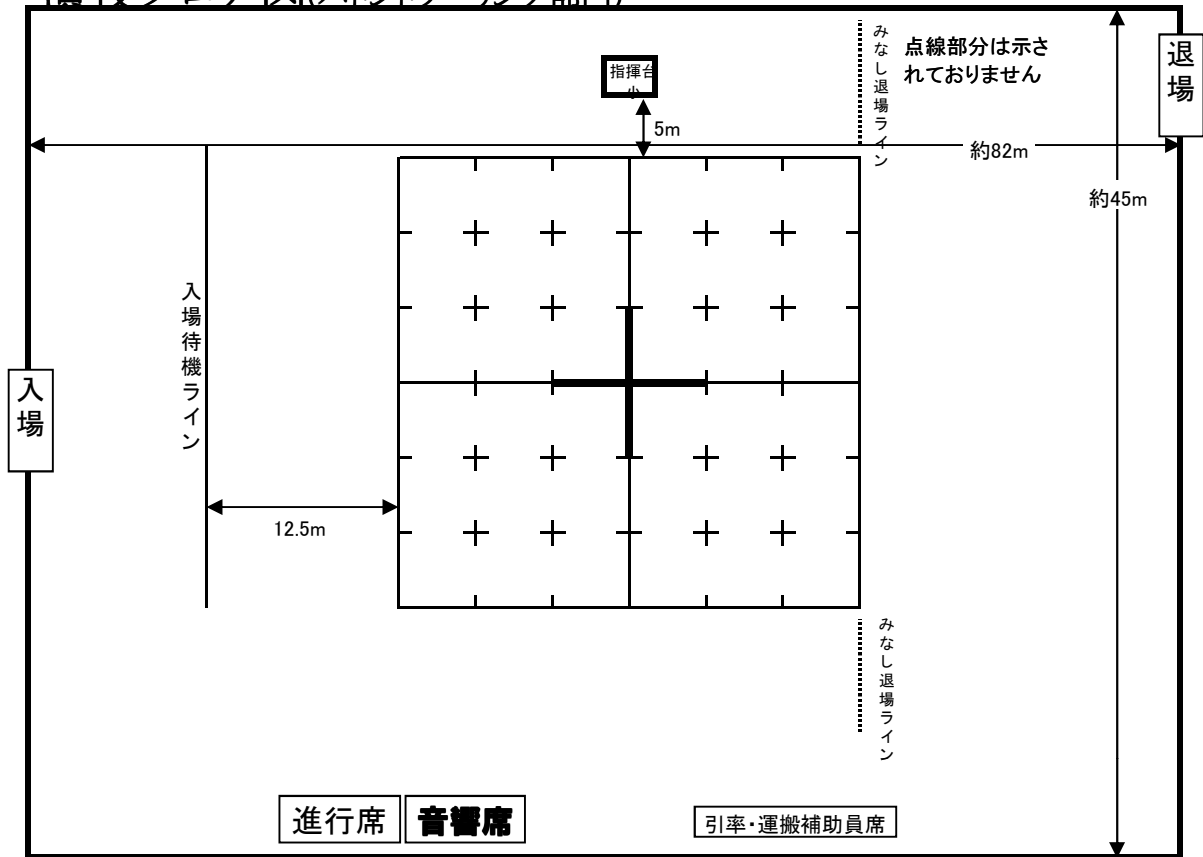 みなし退場ライン
点線部分は示さ
れておりません
退場
指揮台
小
5m
約82m
約45m
入場待機ライン
入場
12.5m
みなし退場ライン
進行席
音響席
引率・運搬補助員席